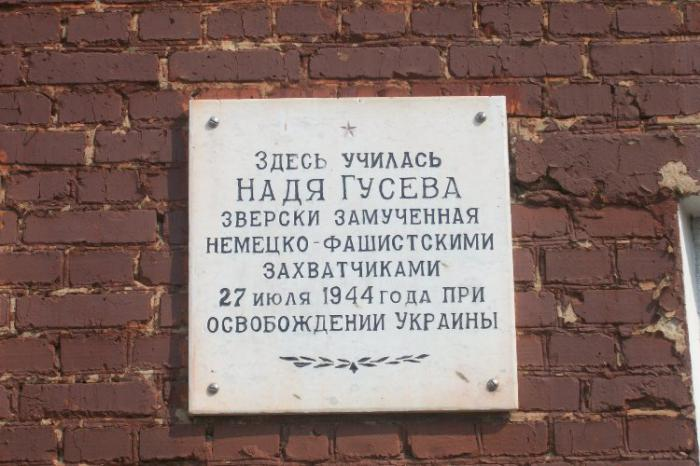 Здесь училась
Надя Гусева
зверски замученная
немецко-фашистскими
захватчиками
27 июля 1944 года при
освобождении Украины